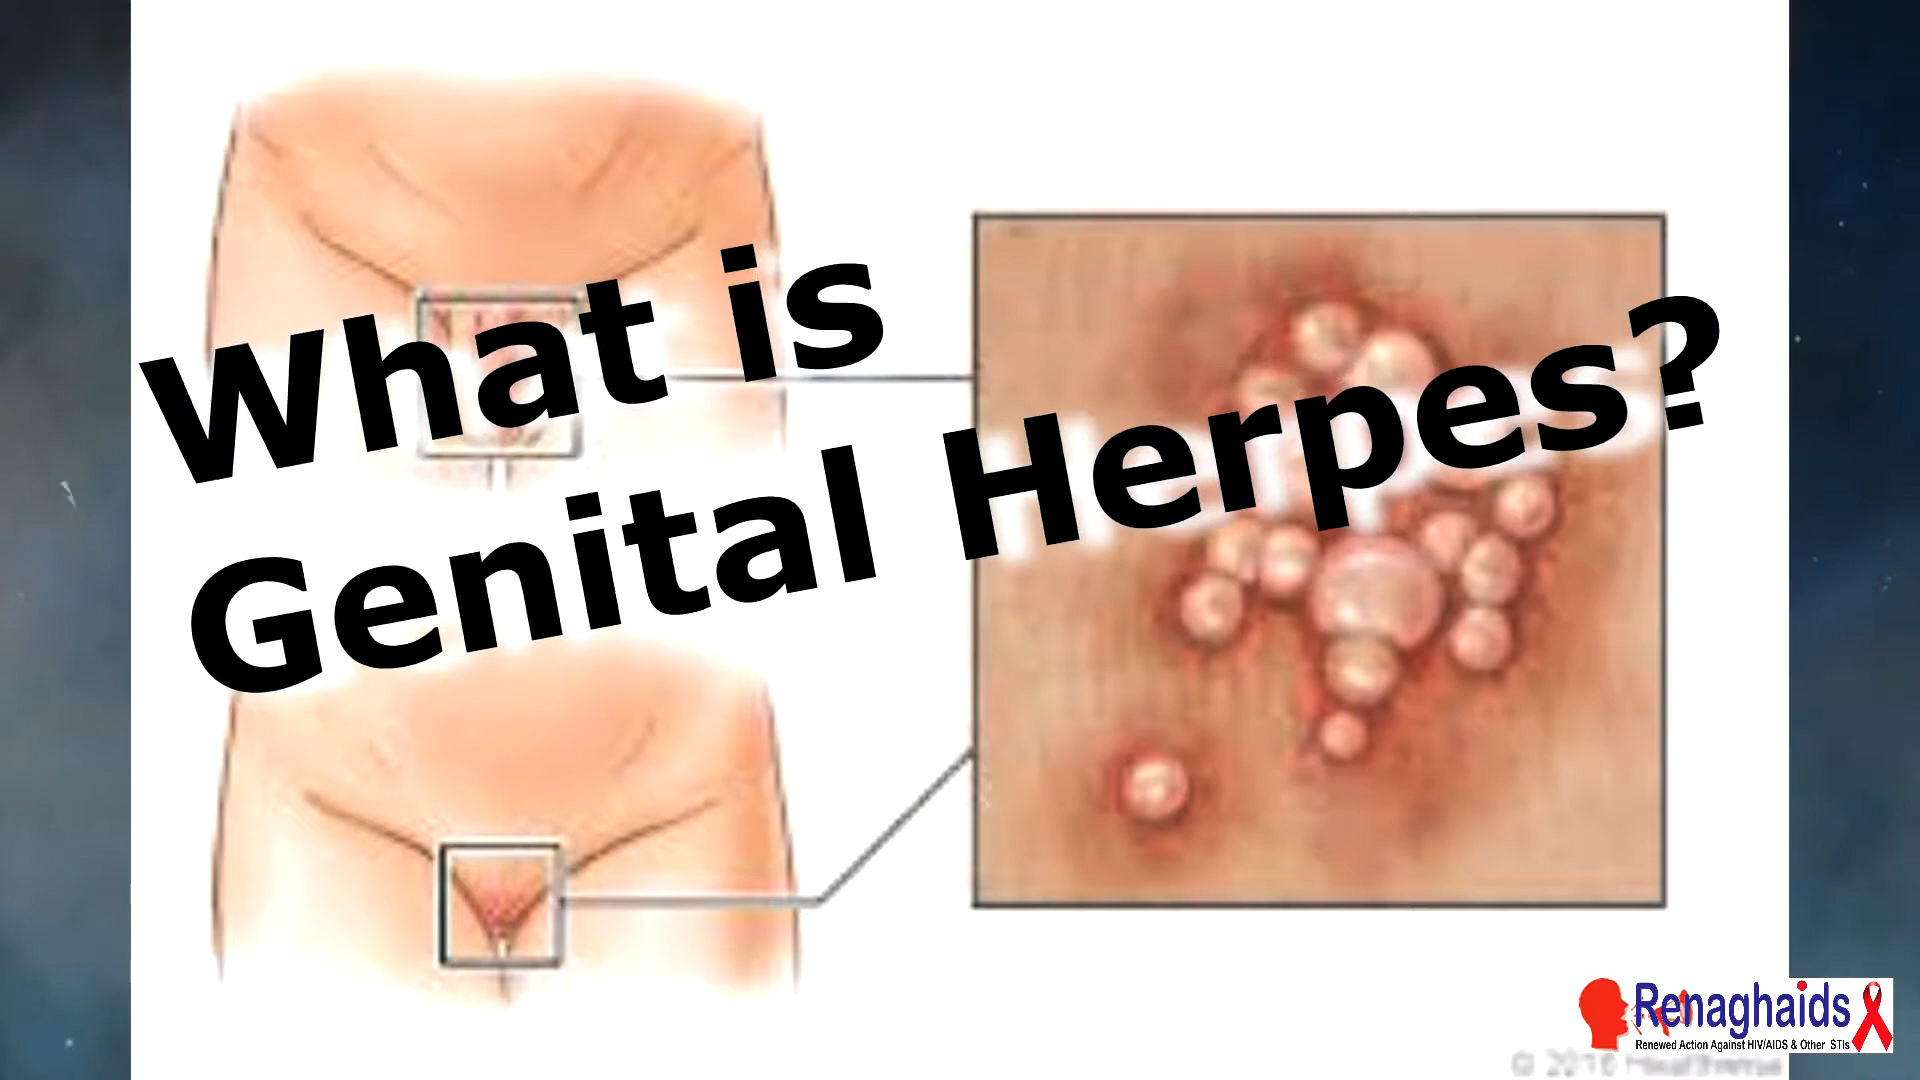 What is
Genital Herpes?
Renaghaids
Renewed Action Against HIV/AIDS & Other STIs